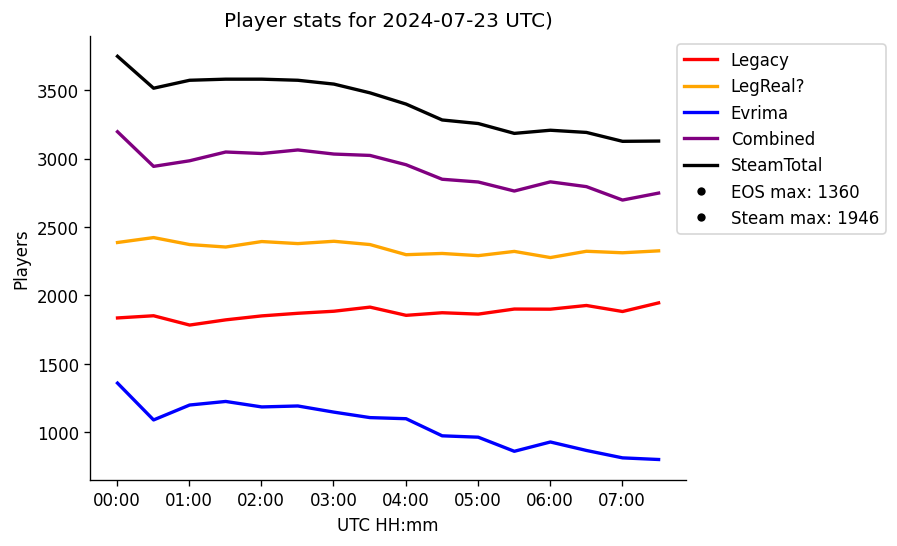 Player stats for 2024-07-23 UTC)
Legacy
LegReal?
Evrima
Combined
SteamTotal
EOS max: 1360
Steam max: 1946
Players
3500
3000
2500
2000
1500
1000
00:00 01:00 02:00 03:00 04:00 05:00 06:00 07:00
UTC HH:mm